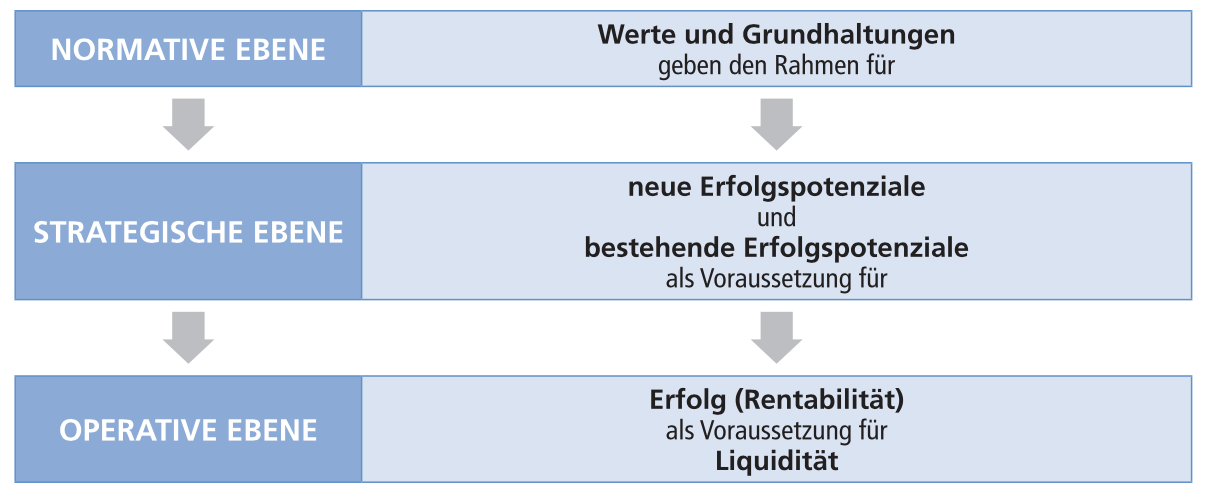 NORMATIVE EBENE
Werte und Grundhaltungen
geben den Rahmen für
STRATEGISCHE EBENE
neue Erfolgspotenziale
und
bestehende Erfolgspotenziale
als Voraussetzung für
OPERATIVE EBENE
Erfolg (Rentabilität)
als Voraussetzung für
Liquidität